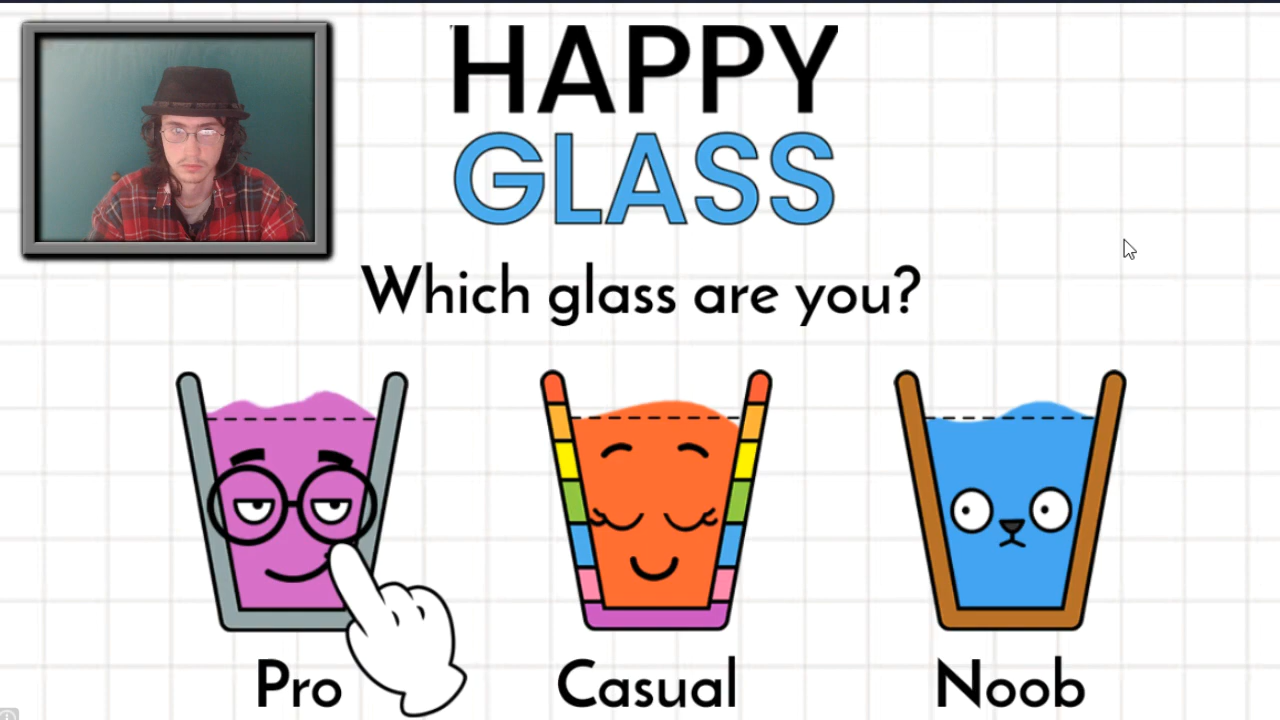 HAPPY
GLASS
Which glass are you?
Pro
Casual
Noob